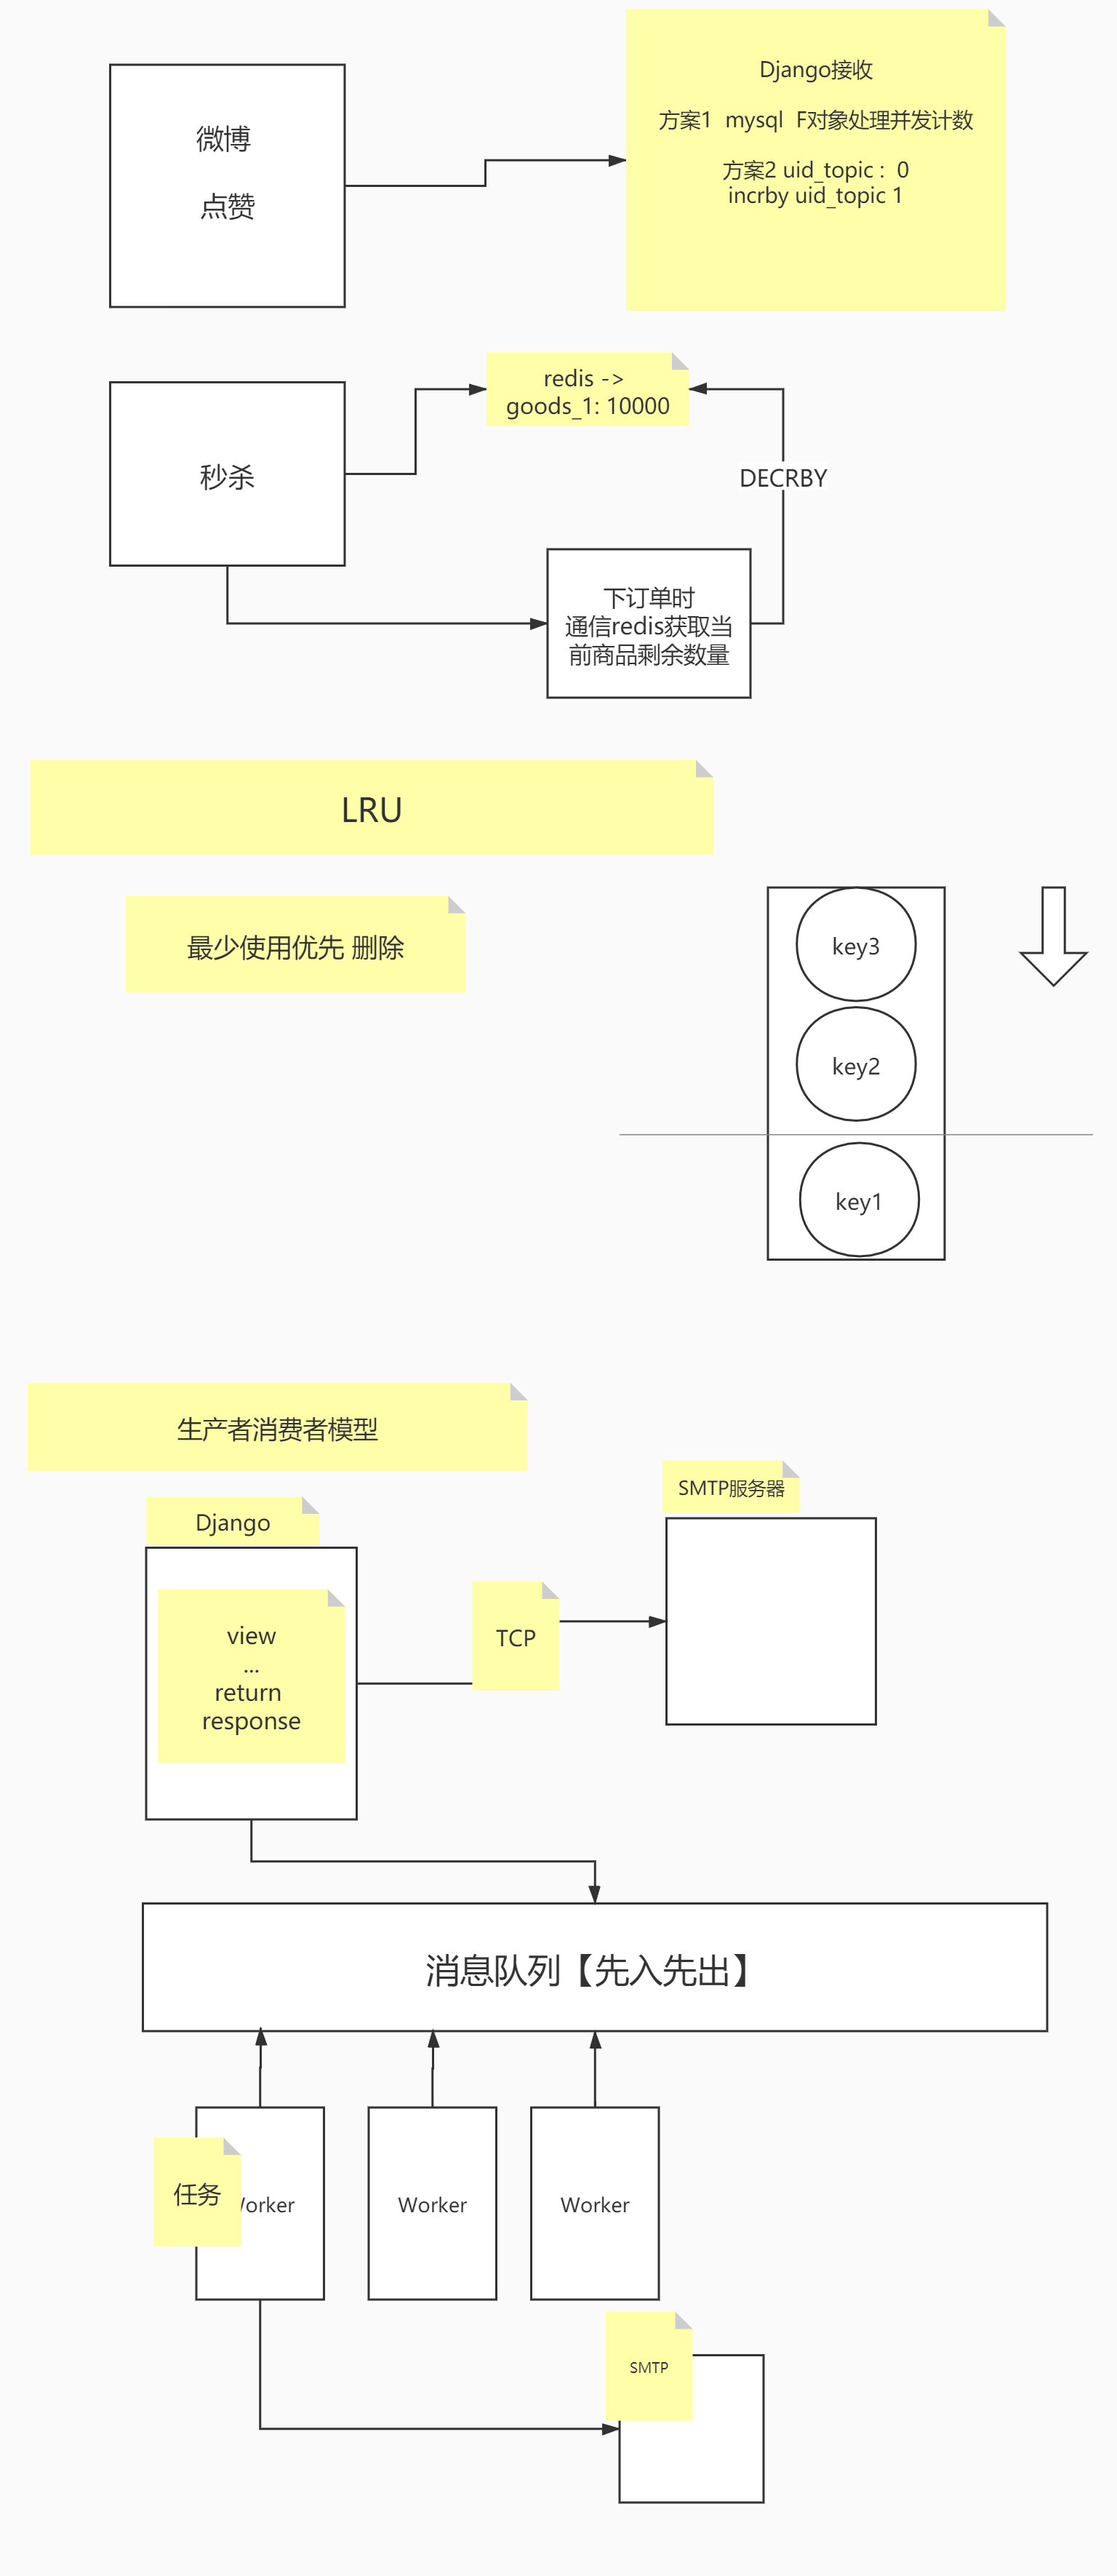 微博
点赞
Django接收
方案1  mysql  F对象处理并发计数
方案2 uid_topic :  0
incrby uid_topic 1
redis ->
goods_1: 10000
秒杀
DECRBY
下订单时
通信redis获取当
前商品剩余数量
LRU
最少使用优先 删除
key3
key2
key1
生产者消费者模型
SMTP服务器
Django
view
...
return
response
TCP
消息队列【先入先出】
任务
orker
Worker
Worker
SMTP